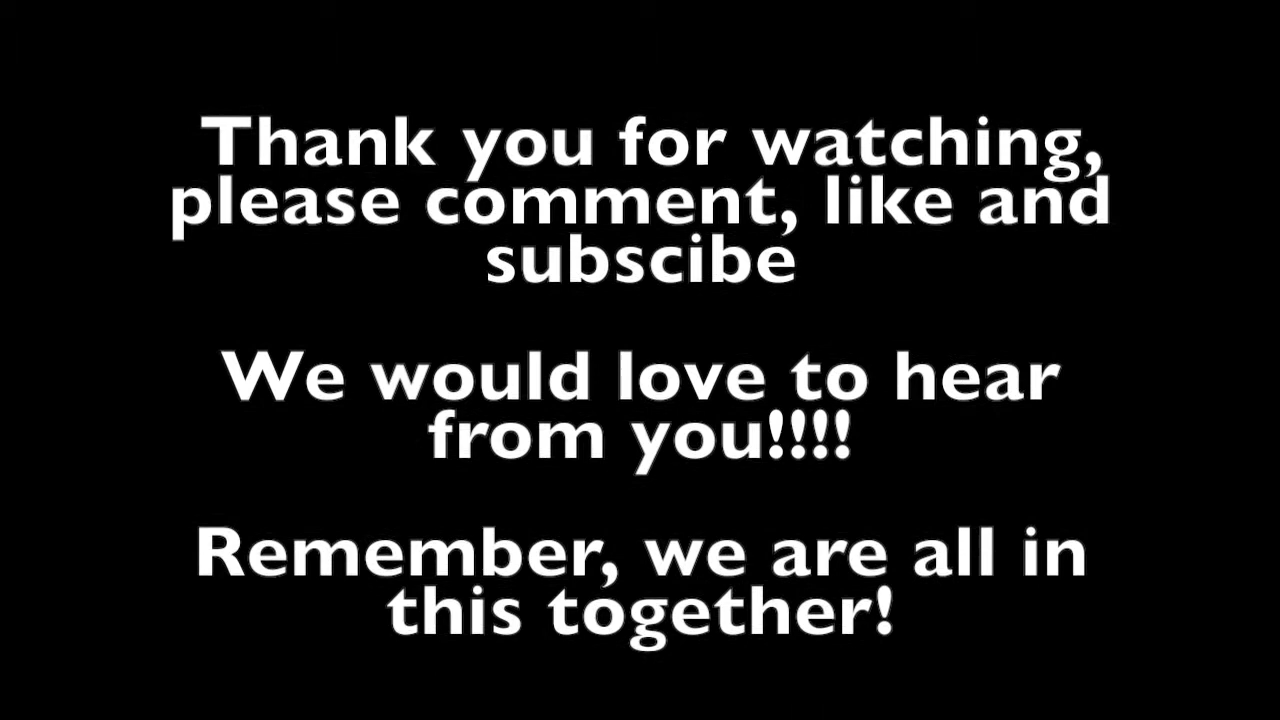 Thank you for watching,
please comment, like and
subscibe
We would love to hear
from you!!!!
Remember, we are all in
this together!